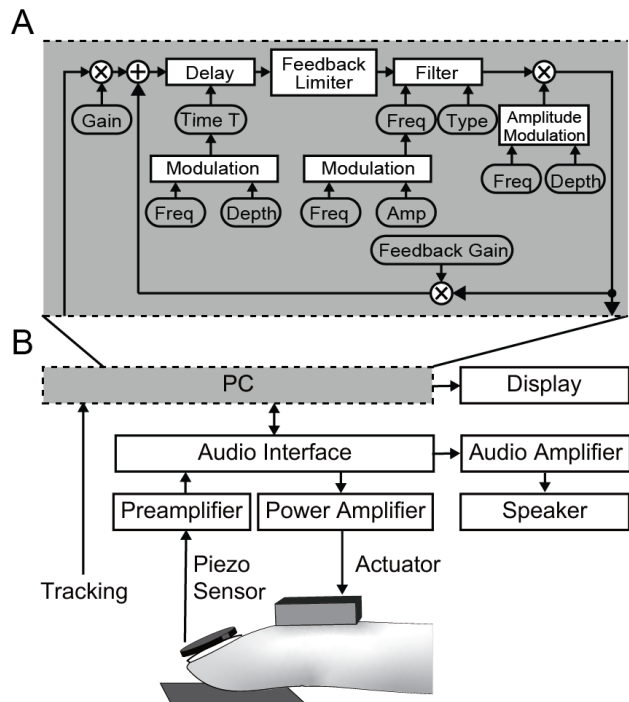 A
Delay
Feedback
Limiter
Filter
Gain
Time T
Freq
Type
Amplitude
Modulation
Modulation
Modulation
Freq
Depth
Freq
Depth
Freq
Amp
Feedback Gain
B
PC
Display
Audio Interface
Audio Amplifier
Preamplifier
Power Amplifier
Speaker
Tracking
Piezo
Sensor
Actuator